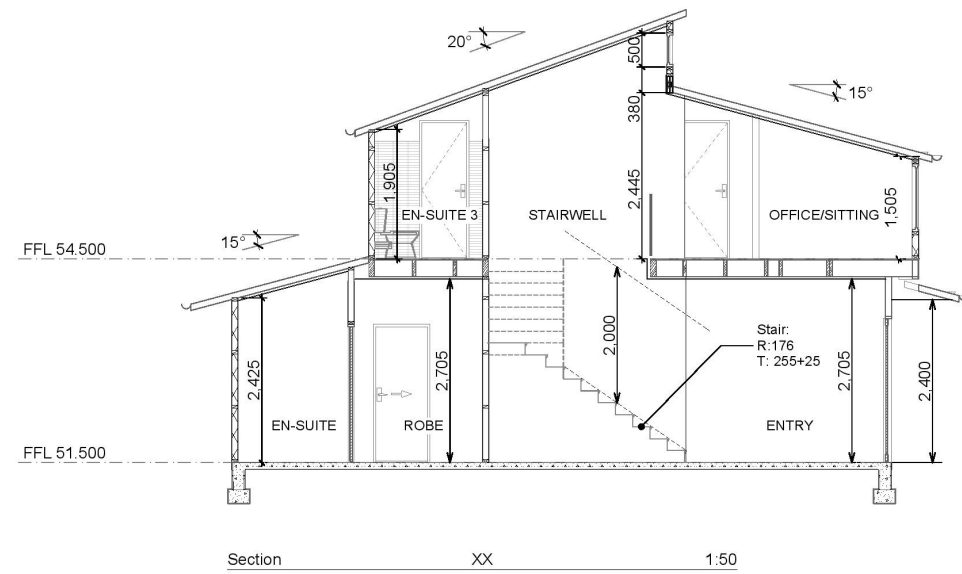 20°
500
15°
380
1,905
2,445
EN-SUITE 3
STAIRWELL
OFFICE/SITTING
1,505
15°
FFL 54.500
2,000
Stair:
R:176
T: 255+25
2,425
2,705
2,705
2,400
EN-SUITE
ROBE
ENTRY
FFL 51.500
Section XX 1:50